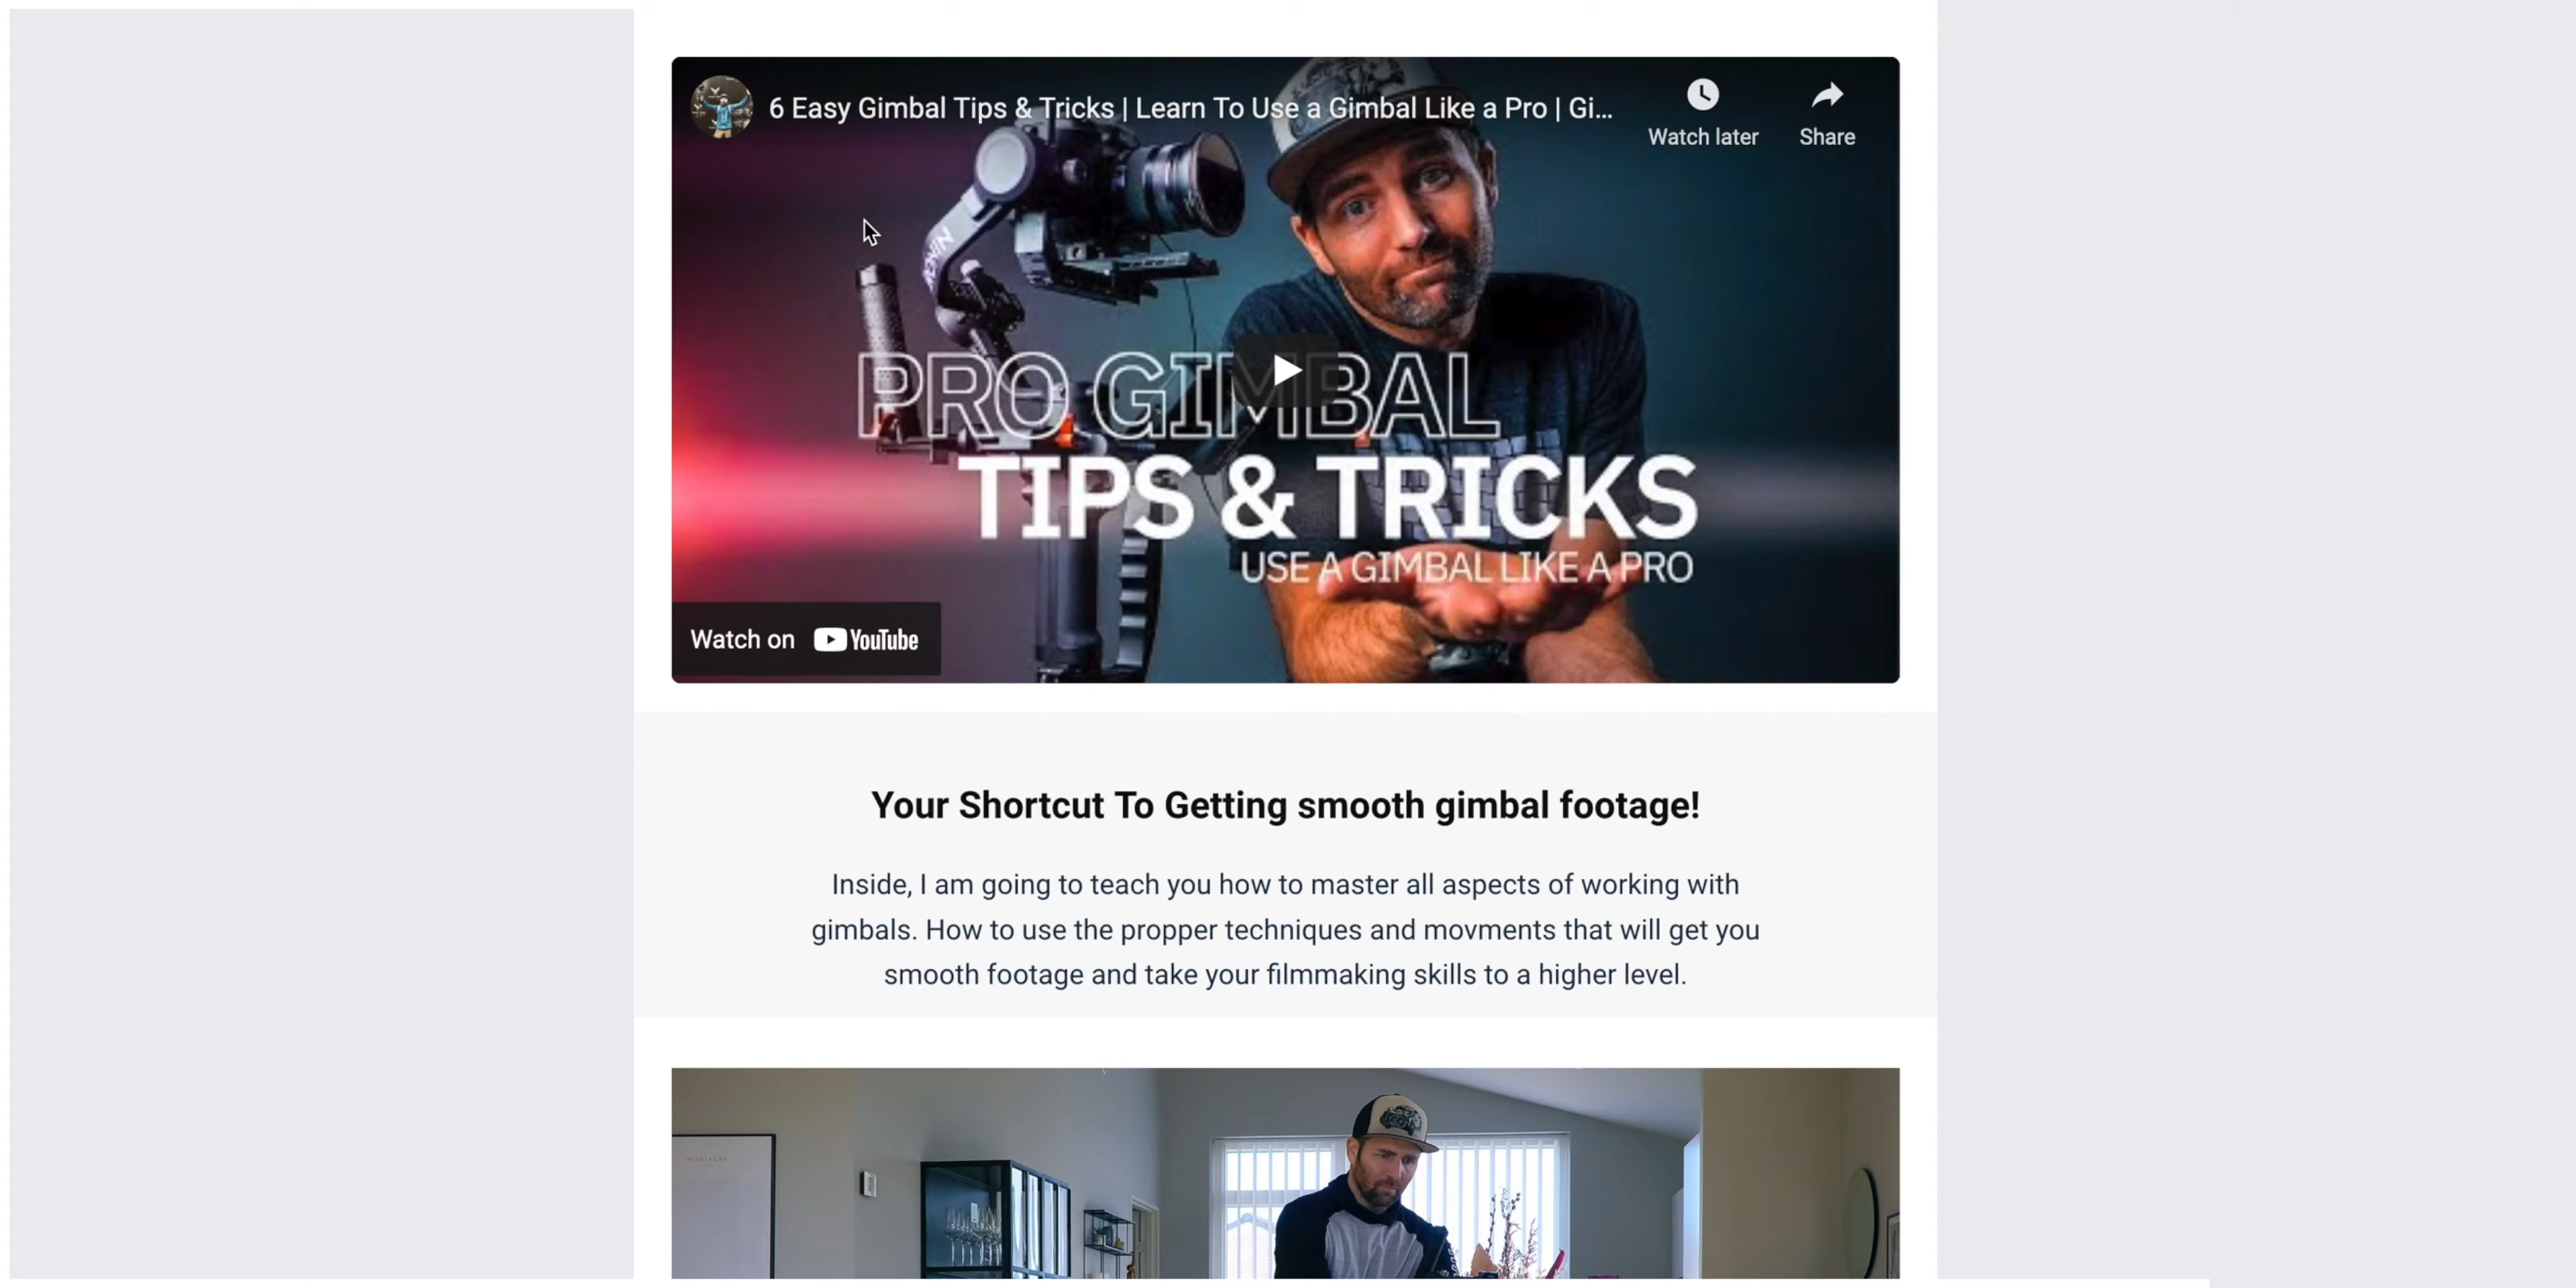 6 Easy Gimbal Tips & Tricks | Learn To Use a Gimbal Like a Pro | Gi...
Watch later
Share
RONIN
PRO GIMBAL
TIPS & TRICKS
USE A GIMBAL LIKE A PRO
Watch on YouTube
Your Shortcut To Getting smooth gimbal footage!
Inside, I am going to teach you how to master all aspects of working with
gimbals. How to use the propper techniques and movments that will get you
smooth footage and take your filmmaking skills to a higher level.